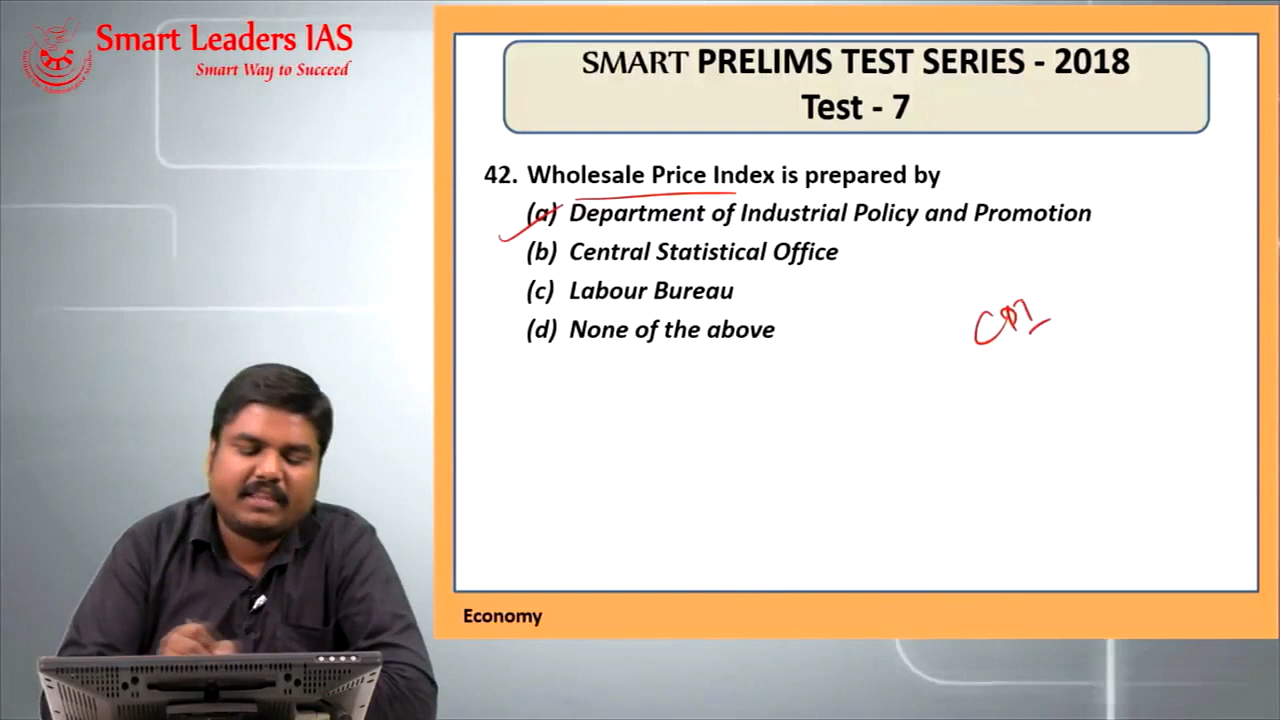 Smart Leaders IAS
Smart Way to Succeed
SMART PRELIMS TEST SERIES - 2018
Test - 7
42. Wholesale Price Index is prepared by
(a) Department of Industrial Policy and Promotion
(b) Central Statistical Office
(c) Labour Bureau
(d) None of the above
CPI
Economy